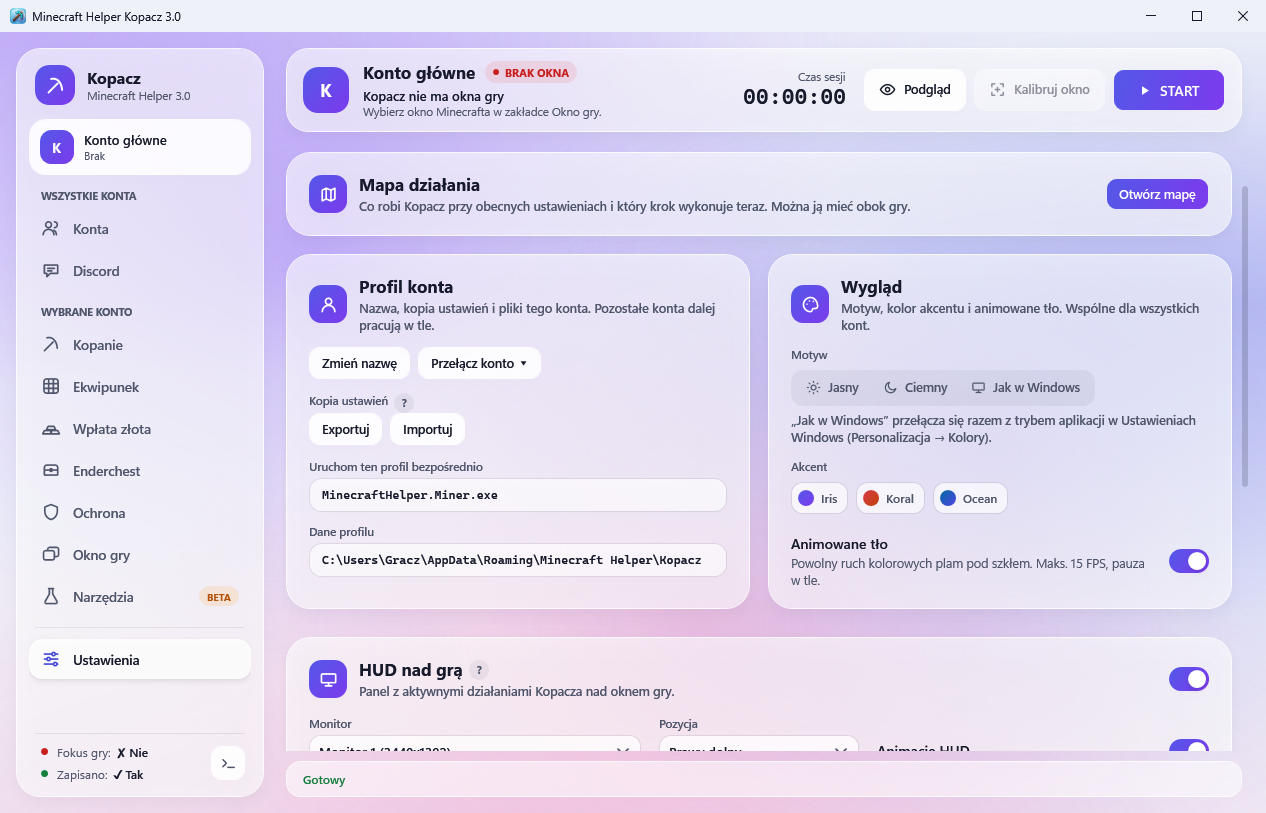 Minecraft Helper Kopacz 3.0
Kopacz
Minecraft Helper 3.0
K
Konto główne
Brak
WSZYSTKIE KONTA
Konta
Discord
WYBRANE KONTO
Kopanie
Ekwipunek
Wpłata złota
Enderchest
Ochrona
Okno gry
Narzędzia
BETA
Ustawienia
Fokus gry: ✗ Nie
Zapisano: ✓ Tak
K
Konto główne
BRAK OKNA
Kopacz nie ma okna gry
Wybierz okno Minecrafta w zakładce Okno gry.
Czas sesji
00:00:00
Podgląd
Kalibruj okno
START
Mapa działania
Co robi Kopacz przy obecnych ustawieniach i który krok wykonuje teraz. Można ją mieć obok gry.
Otwórz mapę
Profil konta
Nazwa, kopia ustawień i pliki tego konta. Pozostałe konta dalej
pracują w tle.
Zmień nazwę
Przełącz konto
Kopia ustawień ?
Exportuj
Importuj
Uruchom ten profil bezpośrednio
MinecraftHelper.Miner.exe
Dane profilu
C:\Users\Gracz\AppData\Roaming\Minecraft Helper\Kopacz
Wygląd
Motyw, kolor akcentu i animowane tło. Wspólne dla wszystkich
kont.
Motyw
Jasny
Ciemny
Jak w Windows
„Jak w Windows” przełącza się razem z trybem aplikacji w Ustawieniach
Windows (Personalizacja → Kolory).
Akcent
Iris
Koral
Ocean
Animowane tło
Powolny ruch kolorowych plam pod szkłem. Maks. 15 FPS, pauza
w tle.
HUD nad grą ?
Panel z aktywnymi działaniami Kopacza nad oknem gry.
Monitor
Monitor 1 (3440x1392)
Pozycja
Prawy dolny
Animacje HUD
Gotowy